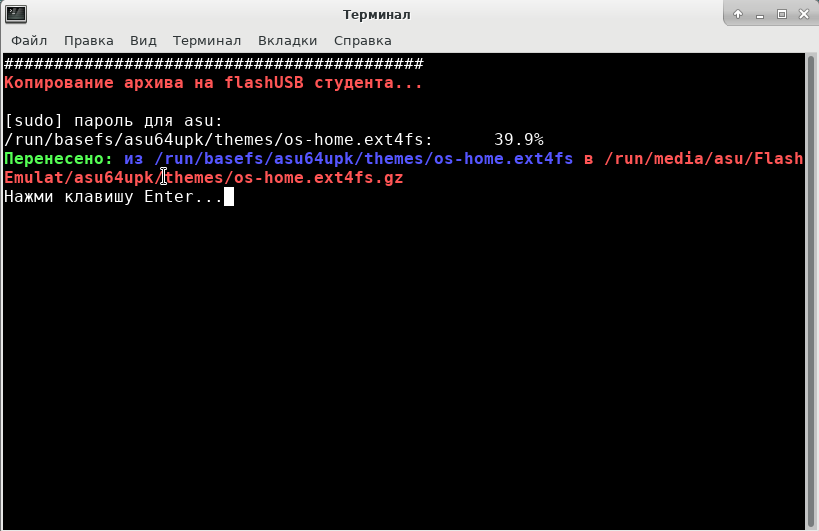 Терминал
Файл Правка Вид Терминал Вкладки Справка
##########################################
Копирование архива на flashUSB студента...
[sudo] пароль для asu:
/run/basefs/asu64upk/themes/os-home.ext4fs: 39.9%
Перенесено: из /run/basefs/asu64upk/themes/os-home.ext4fs в /run/media/asu/Flash
Emulat/asu64upk/themes/os-home.ext4fs.gz
Нажми клавишу Enter...